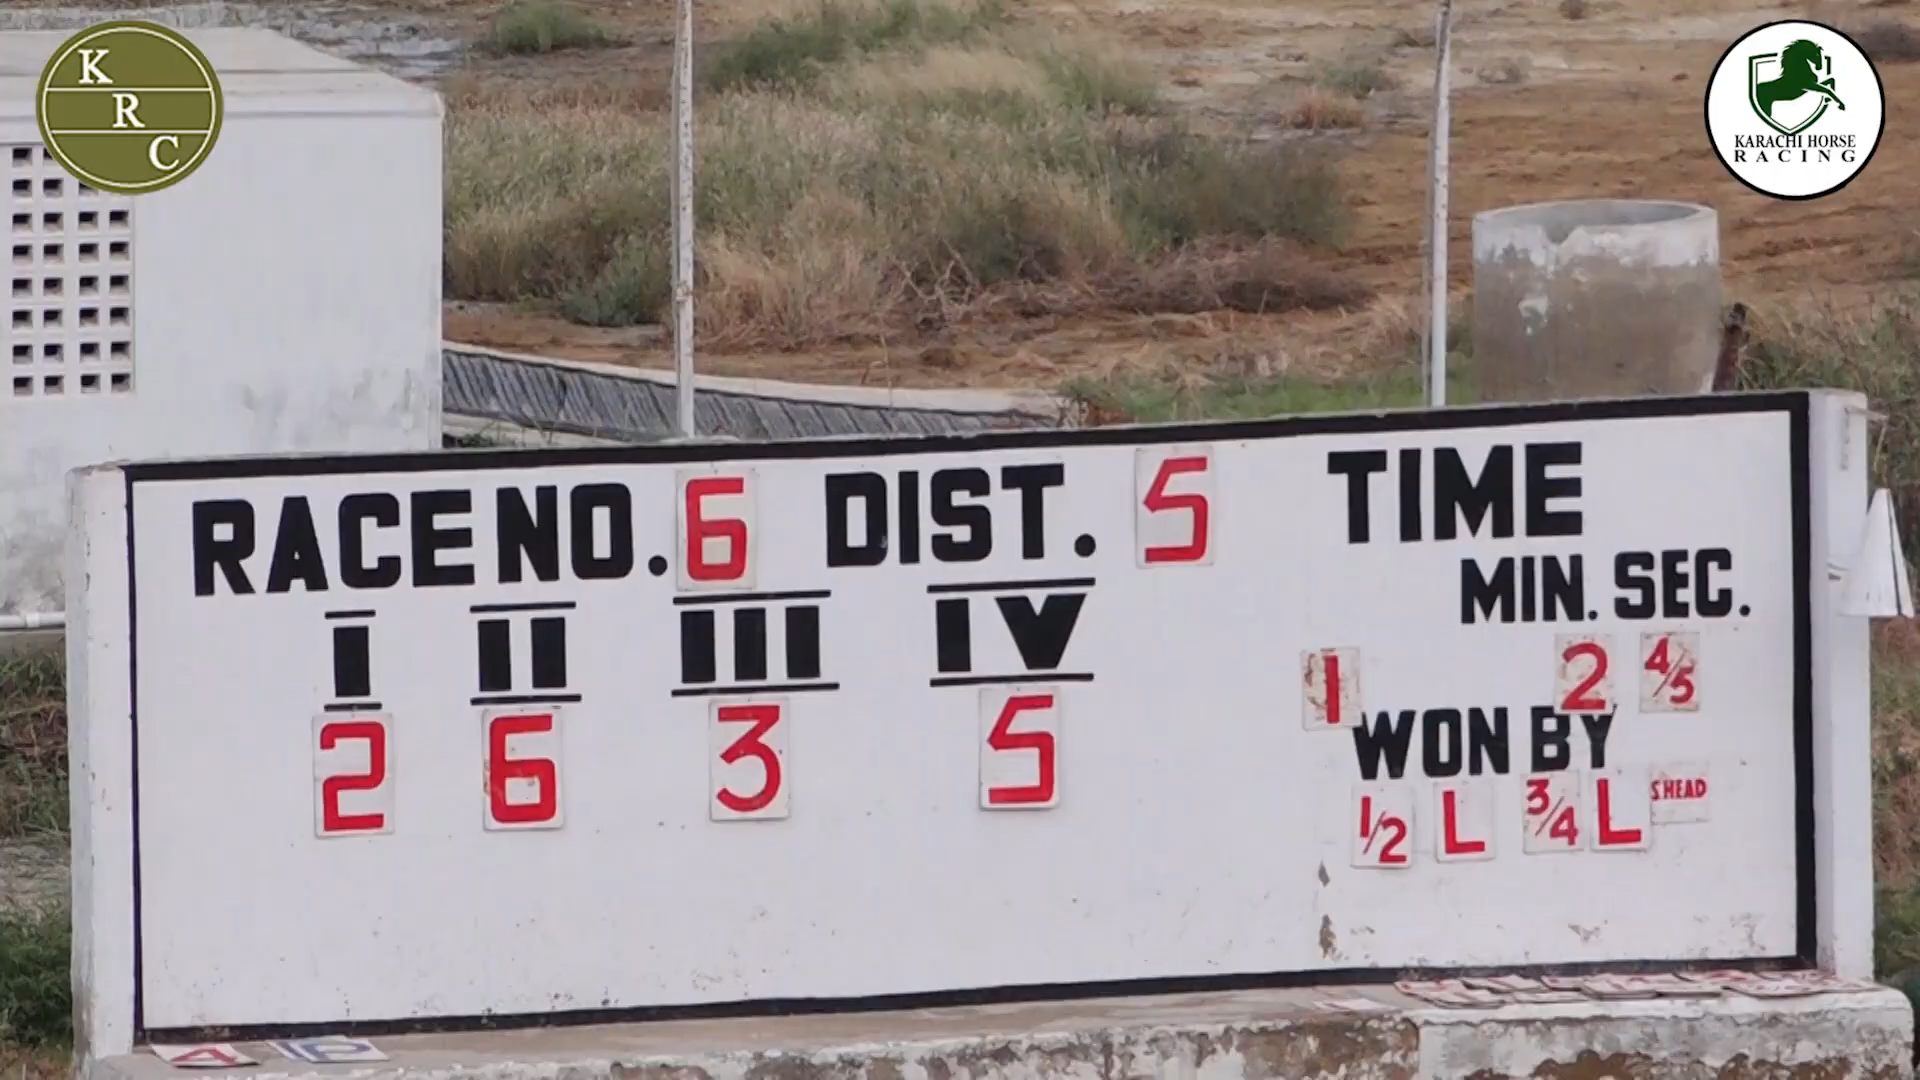 K
R
C
KARACHI HORSE
RACING
RACE NO. 6 DIST. 5 TIME
MIN. SEC.
I II III IV
1 2 4/5
2 6 3 5
WON BY
1/2 L 3/4 L S HEAD
A